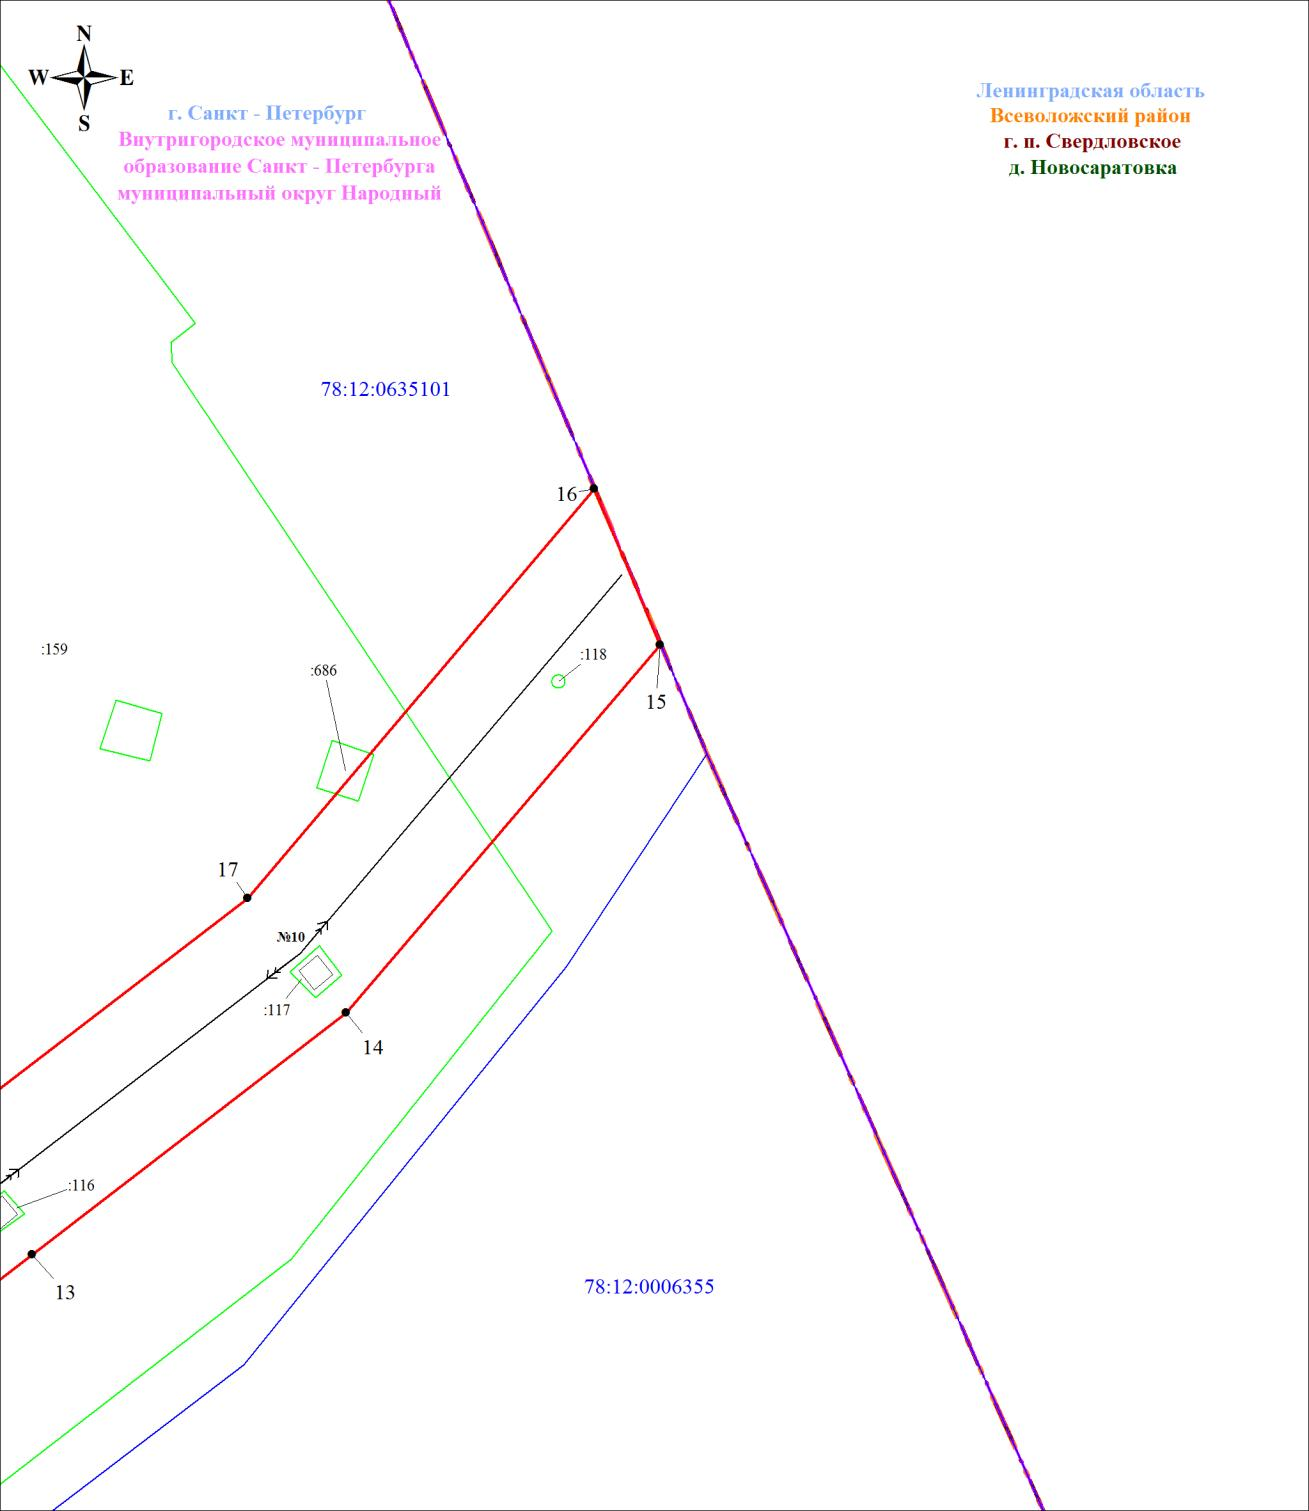 N
W E
S
г. Санкт - Петербург
Внутригородское муниципальное
образование Санкт - Петербурга
муниципальный округ Народный
Ленинградская область
Всеволожский район
г. п. Свердловское
д. Новосаратовка
78:12:0635101
16
:159
:686
:118
15
17
№10
:117
14
:116
13
78:12:0006355